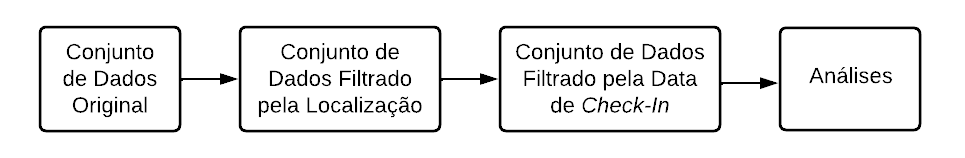 Conjunto
de Dados
Original
Conjunto de
Dados Filtrado
pela Localização
Conjunto de Dados
Filtrado pela Data
de Check-In
Análises